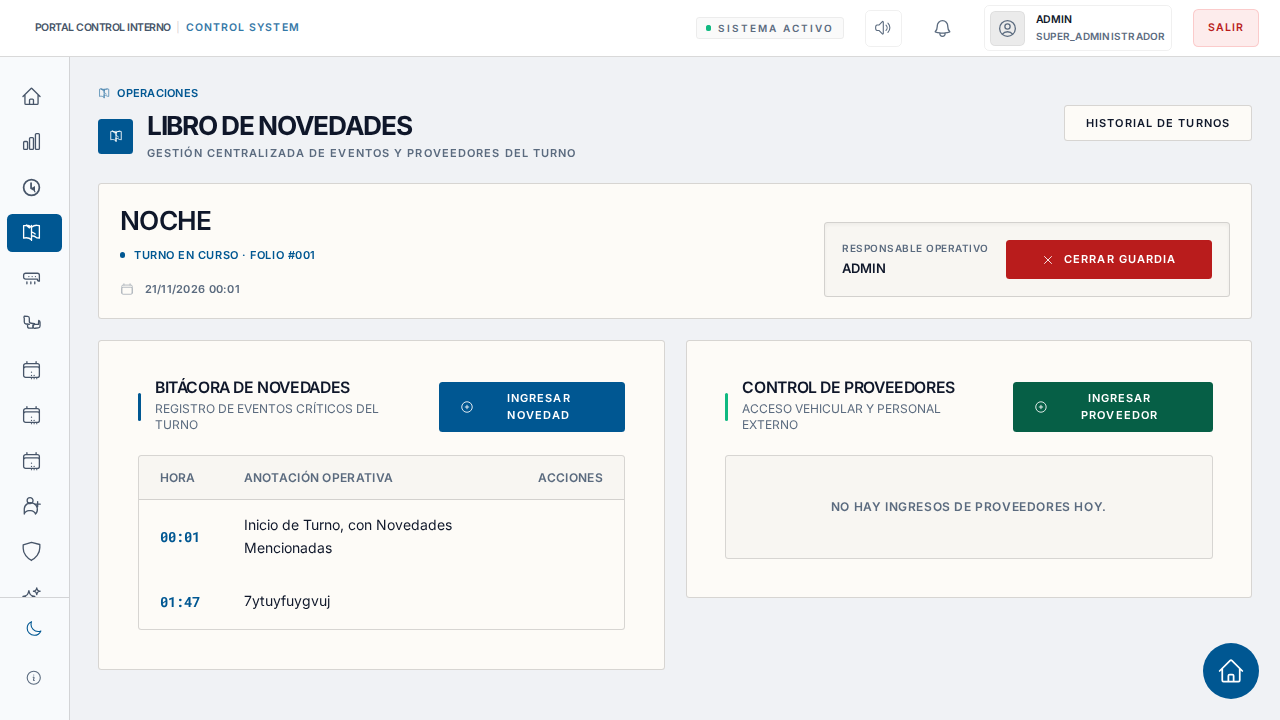 PORTAL CONTROL INTERNO | CONTROL SYSTEM
SISTEMA ACTIVO
ADMIN
SUPER_ADMINISTRADOR
SALIR
OPERACIONES
LIBRO DE NOVEDADES
GESTIÓN CENTRALIZADA DE EVENTOS Y PROVEEDORES DEL TURNO
HISTORIAL DE TURNOS
NOCHE
TURNO EN CURSO · FOLIO #001
21/11/2026 00:01
RESPONSABLE OPERATIVO
ADMIN
CERRAR GUARDIA
BITÁCORA DE NOVEDADES
REGISTRO DE EVENTOS CRÍTICOS DEL
TURNO
INGRESAR
NOVEDAD
HORA ANOTACIÓN OPERATIVA ACCIONES
00:01 Inicio de Turno, con Novedades
Mencionadas
01:47 7ytuyfuygvuj
CONTROL DE PROVEEDORES
ACCESO VEHICULAR Y PERSONAL
EXTERNO
INGRESAR
PROVEEDOR
NO HAY INGRESOS DE PROVEEDORES HOY.